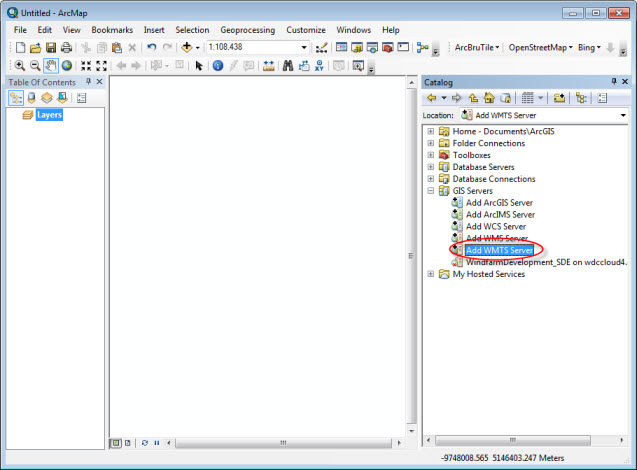 Untitled - ArcMap
File Edit View Bookmarks Insert Selection Geoprocessing Customize Windows Help
1:108,438
ArcBruTile OpenStreetMap Bing
Table Of Contents
Layers
Catalog
Location: Add WMTS Server
Home - Documents\ArcGIS
Folder Connections
Toolboxes
Database Servers
Database Connections
GIS Servers
Add ArcGIS Server
Add ArcIMS Server
Add WCS Server
Add WMS Server
Add WMTS Server
WindfarmDevelopment_SDE on wdccloud4.
My Hosted Services
-9748008.565 5146403.247 Meters